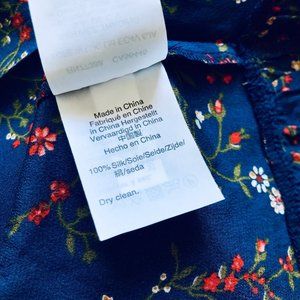 Made in China
Fabriqué en Chine
in China Hergestellt
Vervaardigd in China
中国製
Hecho en China
100% Silk/Soie/Seide/Zijde/
絹/seda
Dry clean.